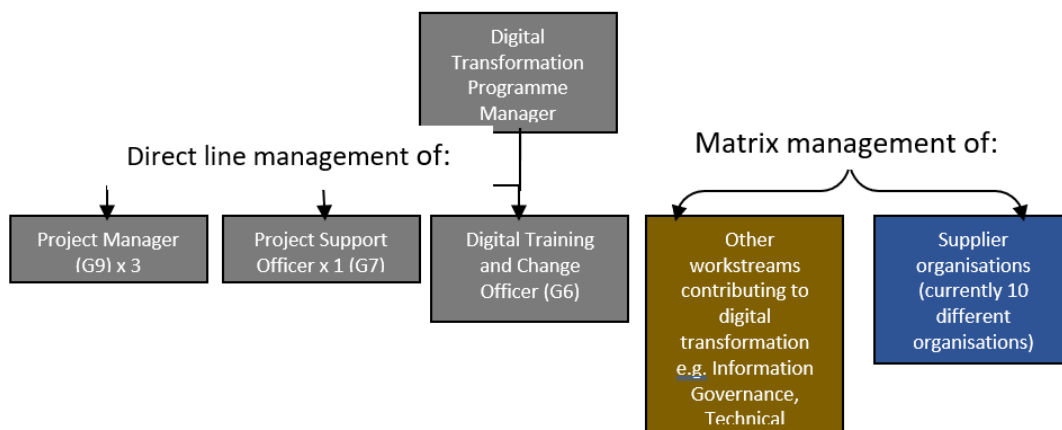 Digital
Transformation
Programme
Manager
Direct line management of:
Matrix management of:
Project Manager
(G9) x 3
Project Support
Officer x 1 (G7)
Digital Training
and Change
Officer (G6)
Other
workstreams
contributing to
digital
transformation
e.g. Information
Governance,
Technical
Supplier
organisations
(currently 10
different
organisations)